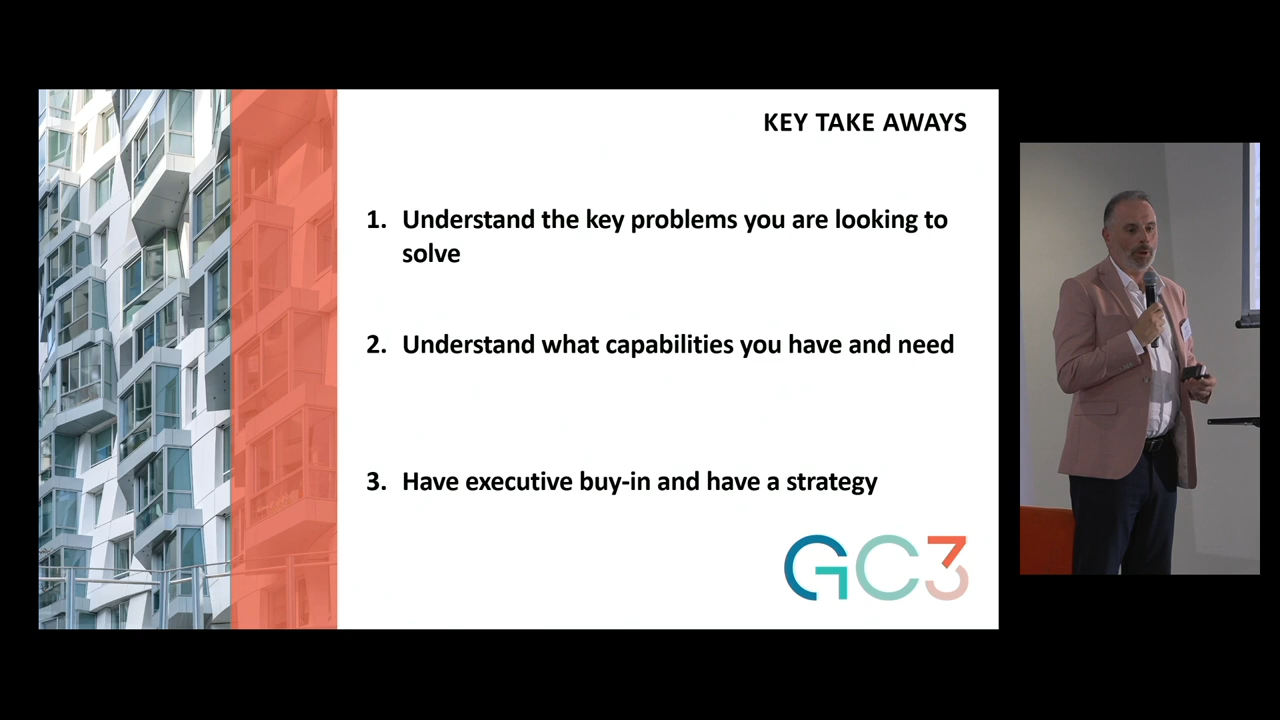 KEY TAKE AWAYS
1. Understand the key problems you are looking to
solve
2. Understand what capabilities you have and need
3. Have executive buy-in and have a strategy
GC3